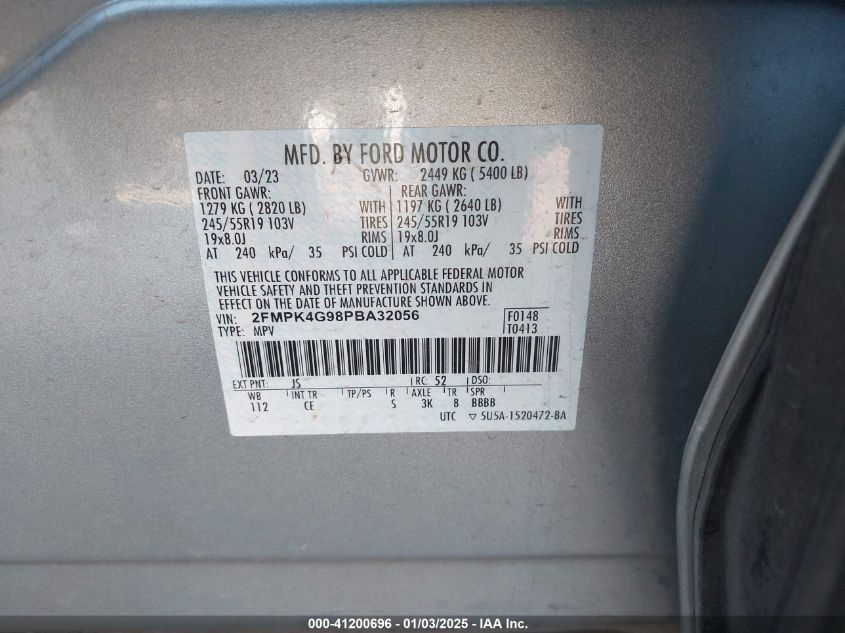 MFD. BY FORD MOTOR CO.
DATE: 03/23 GVWR: 2449 KG ( 5400 LB)
FRONT GAWR: REAR GAWR:
1279 KG ( 2820 LB) WITH 1197 KG ( 2640 LB) WITH
245/55R19 103V TIRES 245/55R19 103V TIRES
19x8.0J RIMS 19x8.0J RIMS
AT 240 kPa/ 35 PSI COLD AT 240 kPa/ 35 PSI COLD
THIS VEHICLE CONFORMS TO ALL APPLICABLE FEDERAL MOTOR
VEHICLE SAFETY AND THEFT PREVENTION STANDARDS IN
EFFECT ON THE DATE OF MANUFACTURE SHOWN ABOVE.
VIN: 2FMPK4G98PBA32056 F0148
TYPE: MPV T0413
EXT PNT: JS RC: 52 DSO:
WB INT TR TP/PS R AXLE TR SPR
112 CE S 3K 8 BBBB
UTC ▽ 5U5A-1520472-BA
000-41200696 - 01/03/2025 - IAA Inc.